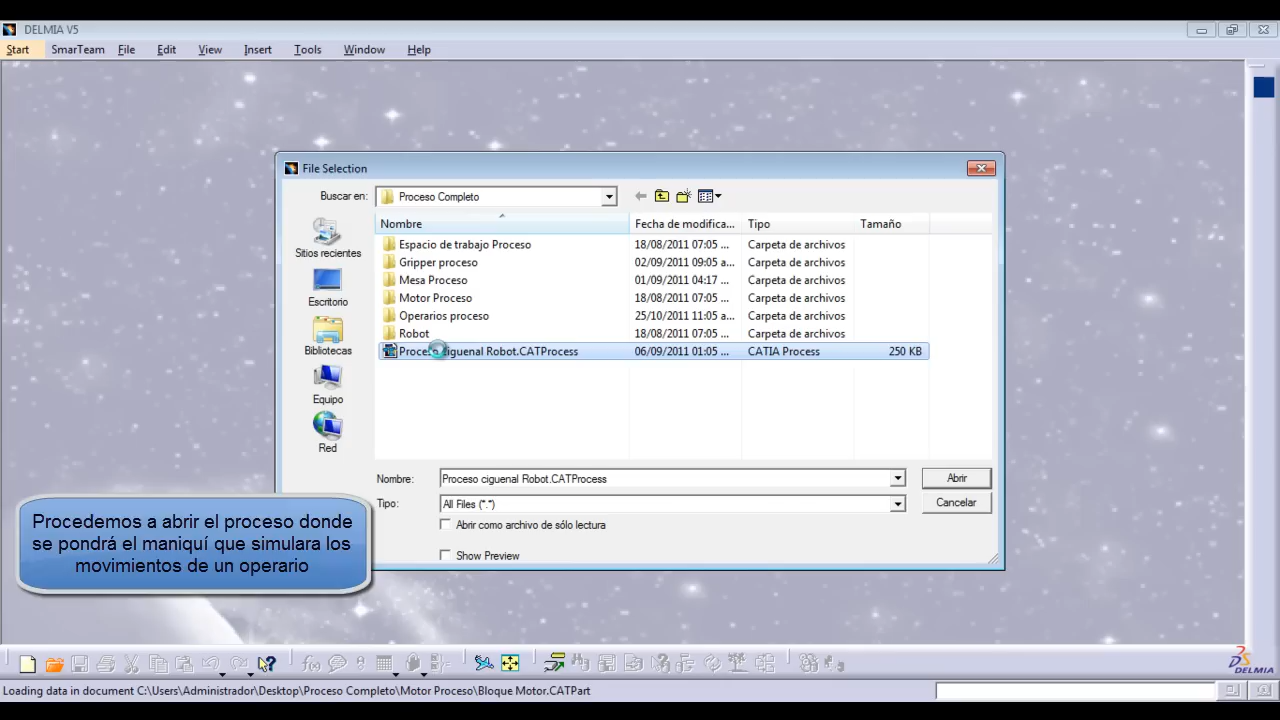 DELMIA V5
Start SmarTeam File Edit View Insert Tools Window Help
File Selection
Buscar en: Proceso Completo
Nombre Fecha de modifica... Tipo Tamaño
Espacio de trabajo Proceso 18/08/2011 07:05 ... Carpeta de archivos
Gripper proceso 02/09/2011 09:05 a... Carpeta de archivos
Mesa Proceso 01/09/2011 04:17 ... Carpeta de archivos
Motor Proceso 18/08/2011 07:05 ... Carpeta de archivos
Operarios proceso 25/10/2011 11:05 a... Carpeta de archivos
Robot 18/08/2011 07:05 ... Carpeta de archivos
Proceso ciguenal Robot.CATProcess 06/09/2011 01:05 ... CATIA Process 250 KB
Sitios recientes
Escritorio
Bibliotecas
Equipo
Red
Nombre: Proceso ciguenal Robot.CATProcess Abrir
Tipo: All Files (*.*) Cancelar
Abrir como archivo de sólo lectura
Show Preview
Procedemos a abrir el proceso donde
se pondrá el maniquí que simulara los
movimientos de un operario
DELMIA
Loading data in document C:\Users\Administrador\Desktop\Proceso Completo\Motor Proceso\Bloque Motor\CATPart